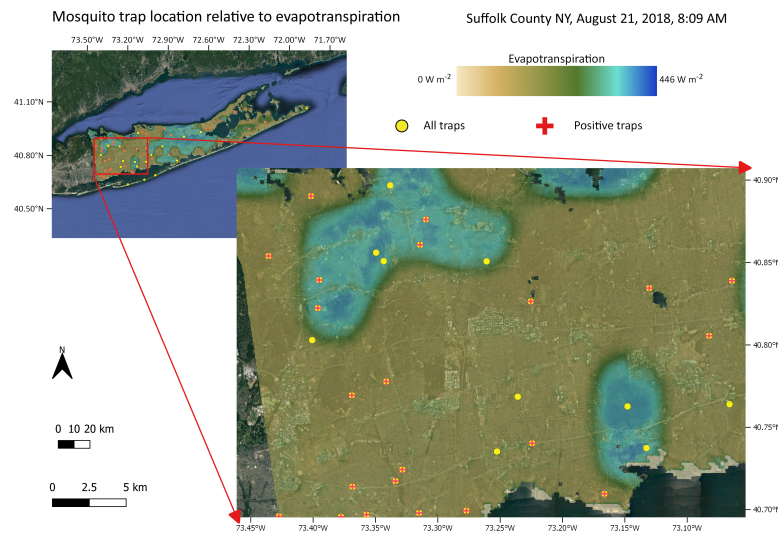 Mosquito trap location relative to evapotranspiration
Suffolk County NY, August 21, 2018, 8:09 AM
73.50°W 73.20°W 72.90°W 72.60°W 72.30°W 72.00°W 71.70°W
Evapotranspiration
0 W m-2
446 W m-2
All traps
Positive traps
41.10°N
40.80°N
40.50°N
40.90°N
40.85°N
40.80°N
40.75°N
40.70°N
N
0 10 20 km
0 2.5 5 km
73.45°W 73.40°W 73.35°W 73.30°W 73.25°W 73.20°W 73.15°W 73.10°W